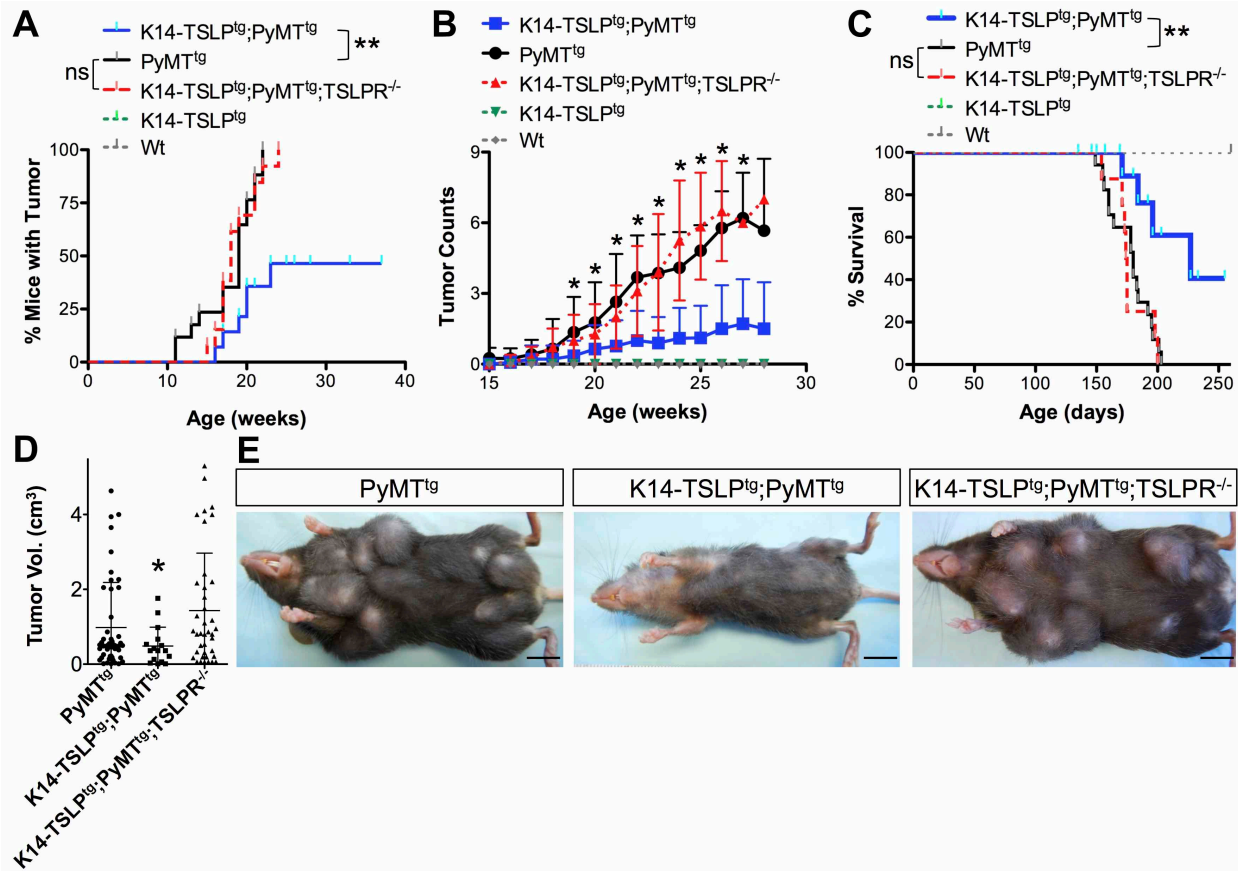 A
K14-TSLPtg;PyMTtg
**
PyMTtg
ns
K14-TSLPtg;PyMTtg;TSLPR-/-
K14-TSLPtg
Wt
% Mice with Tumor
100
75
50
25
0
0 10 20 30 40
Age (weeks)
B
K14-TSLPtg;PyMTtg
PyMTtg
K14-TSLPtg;PyMTtg;TSLPR-/-
K14-TSLPtg
Wt
Tumor Counts
9
6
3
0
* * * * * * * * *
15 20 25 30
Age (weeks)
C
K14-TSLPtg;PyMTtg
**
PyMTtg
ns
K14-TSLPtg;PyMTtg;TSLPR-/-
K14-TSLPtg
Wt
% Survival
100
80
60
40
20
0
0 50 100 150 200 250
Age (days)
D
Tumor Vol. (cm3)
4
2
0
*
PyMTtg
K14-TSLPtg;PyMTtg
K14-TSLPtg;PyMTtg;TSLPR-/-
E
PyMTtg
K14-TSLPtg;PyMTtg
K14-TSLPtg;PyMTtg;TSLPR-/-